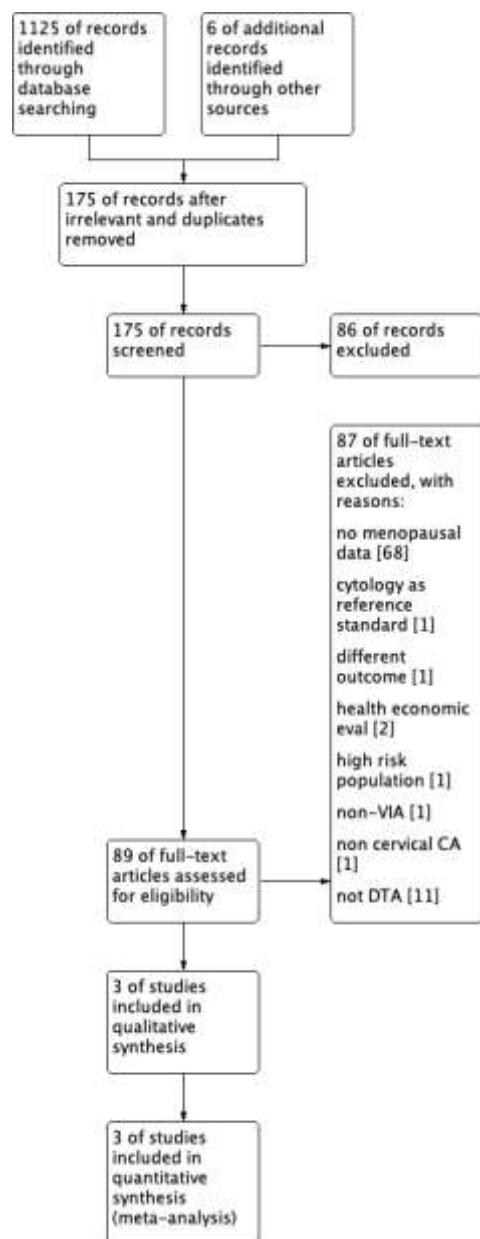 1125 of records
identified
through
database
searching
6 of additional
records
identified
through other
sources
175 of records after
irrelevant and duplicates
removed
175 of records
screened
86 of records
excluded
87 of full-text
articles
excluded, with
reasons:
no menopausal
data [68]
cytology as
reference
standard [1]
different
outcome [1]
health economic
eval [2]
high risk
population [1]
non-VIA [1]
non cervical CA
[1]
not DTA [11]
89 of full-text
articles assessed
for eligibility
3 of studies
included in
qualitative
synthesis
3 of studies
included in
quantitative
synthesis
(meta-analysis)